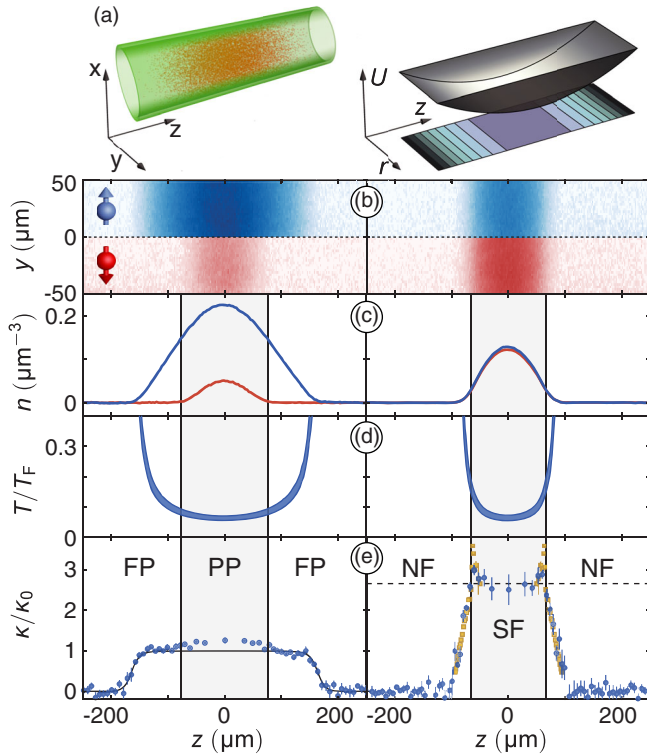 (a)
x
z
y
U
z
r
50
y (µm)
0
-50
(b)
0.2
n (µm⁻³)
0
(c)
0.3
T/T_F
0
(d)
(e)
FP PP FP NF NF
SF
3
κ/κ₀
2
1
0
-200 0 200 -200 0 200
z (µm) z (µm)